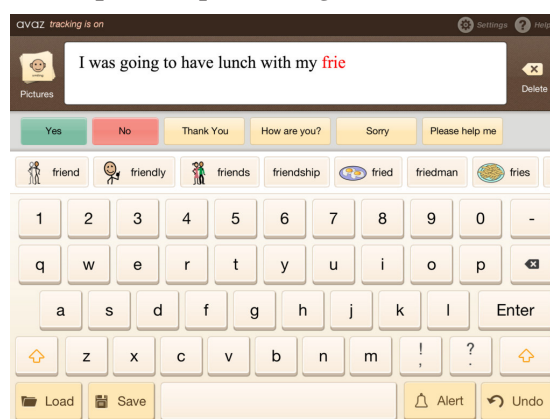 avaz tracking is on Settings Help
Pictures I was going to have lunch with my frie Delete
Yes No Thank You How are you? Sorry Please help me
friend friendly friends friendship fried friedman fries
1 2 3 4 5 6 7 8 9 0 -
q w e r t y u i o p
a s d f g h j k l Enter
z x c v b n m ! , ? .
Load Save Alert Undo